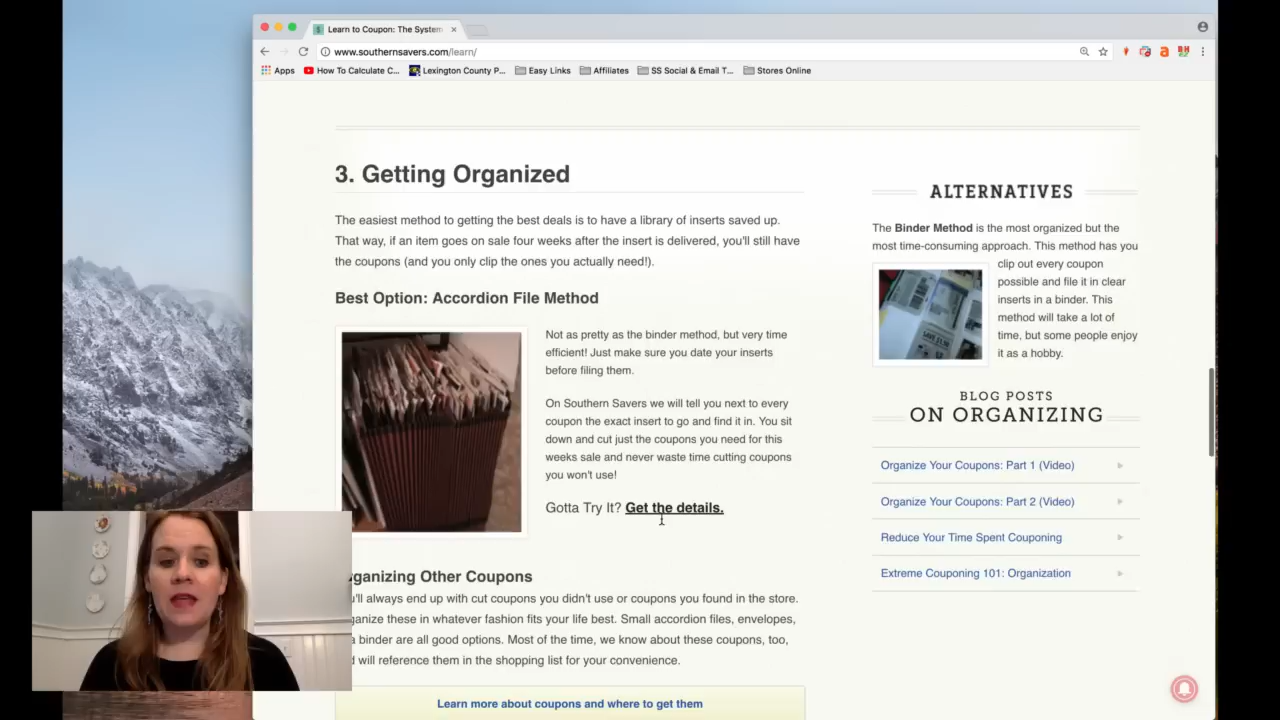 Learn to Coupon: The System
www.southernsavers.com/learn/
Apps How To Calculate C... Lexington County P... Easy Links Affiliates SS Social & Email T... Stores Online
3. Getting Organized
The easiest method to getting the best deals is to have a library of inserts saved up.
That way, if an item goes on sale four weeks after the insert is delivered, you'll still have
the coupons (and you only clip the ones you actually need!).
Best Option: Accordion File Method
Not as pretty as the binder method, but very time
efficient! Just make sure you date your inserts
before filing them.
On Southern Savers we will tell you next to every
coupon the exact insert to go and find it in. You sit
down and cut just the coupons you need for this
weeks sale and never waste time cutting coupons
you won't use!
Gotta Try It? Get the details.
rganizing Other Coupons
'll always end up with cut coupons you didn't use or coupons you found in the store.
ganize these in whatever fashion fits your life best. Small accordion files, envelopes,
a binder are all good options. Most of the time, we know about these coupons, too,
d will reference them in the shopping list for your convenience.
Learn more about coupons and where to get them
ALTERNATIVES
The Binder Method is the most organized but the
most time-consuming approach. This method has you
clip out every coupon
possible and file it in clear
inserts in a binder. This
method will take a lot of
time, but some people enjoy
it as a hobby.
BLOG POSTS
ON ORGANIZING
Organize Your Coupons: Part 1 (Video)
Organize Your Coupons: Part 2 (Video)
Reduce Your Time Spent Couponing
Extreme Couponing 101: Organization